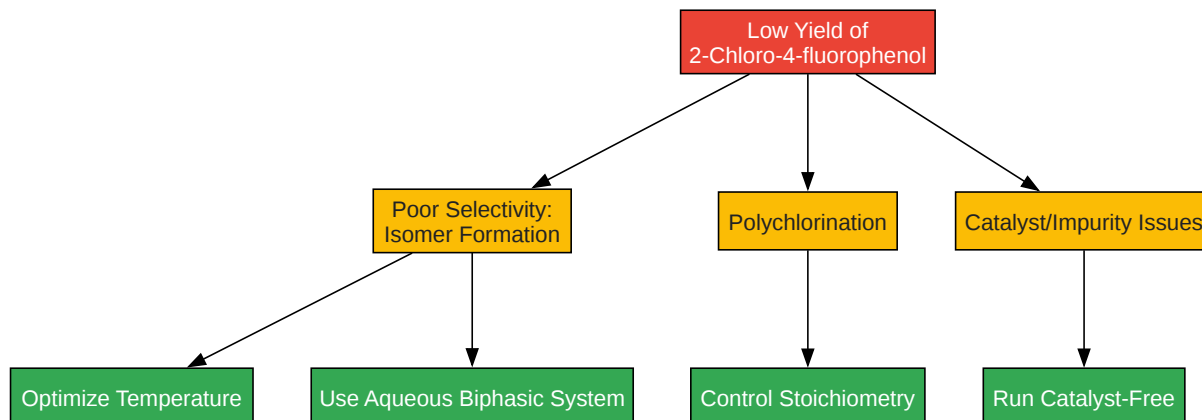 Low Yield of
2-Chloro-4-fluorophenol
Poor Selectivity:
Isomer Formation
Polychlorination
Catalyst/Impurity Issues
Optimize Temperature
Use Aqueous Biphasic System
Control Stoichiometry
Run Catalyst-Free